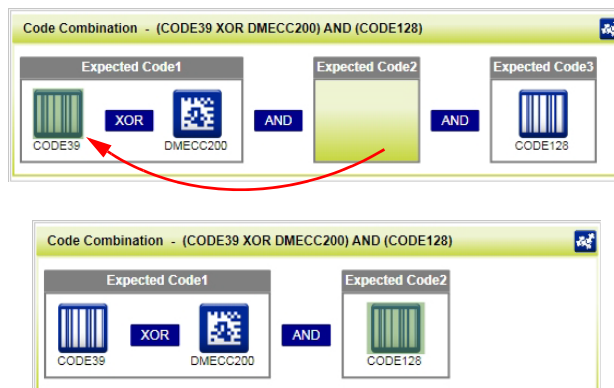 Code Combination - (CODE39 XOR DMECC200) AND (CODE128)
Expected Code1 Expected Code2 Expected Code3
XOR AND AND
CODE39 DMECC200 CODE128
Code Combination - (CODE39 XOR DMECC200) AND (CODE128)
Expected Code1 Expected Code2
XOR AND
CODE39 DMECC200 CODE128